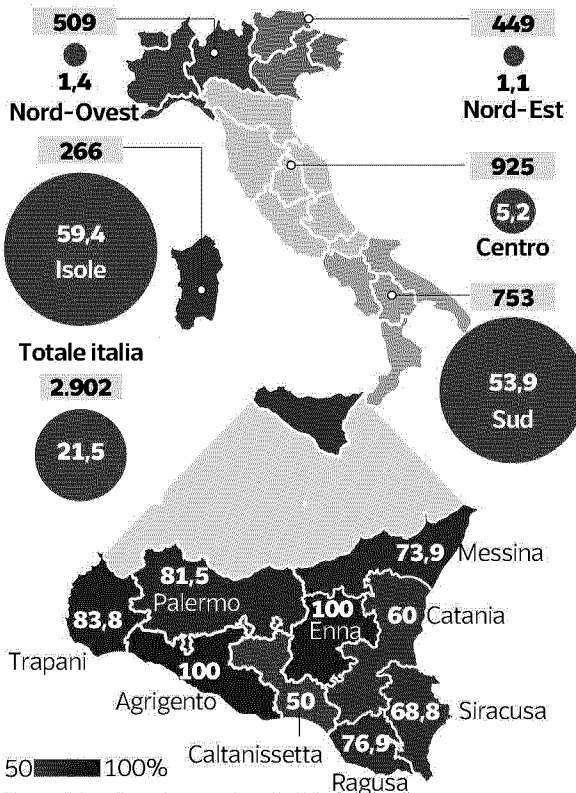 509
1,4
Nord-Ovest
449
1,1
Nord-Est
266
59,4
Isole
925
5,2
Centro
753
53,9
Sud
Totale italia
2.902
21,5
73,9 Messina
81,5
Palermo
83,8
Trapani
100
Enna
60 Catania
100
Agrigento
50
Caltanissetta
68,8 Siracusa
76,9
Ragusa
50 100%